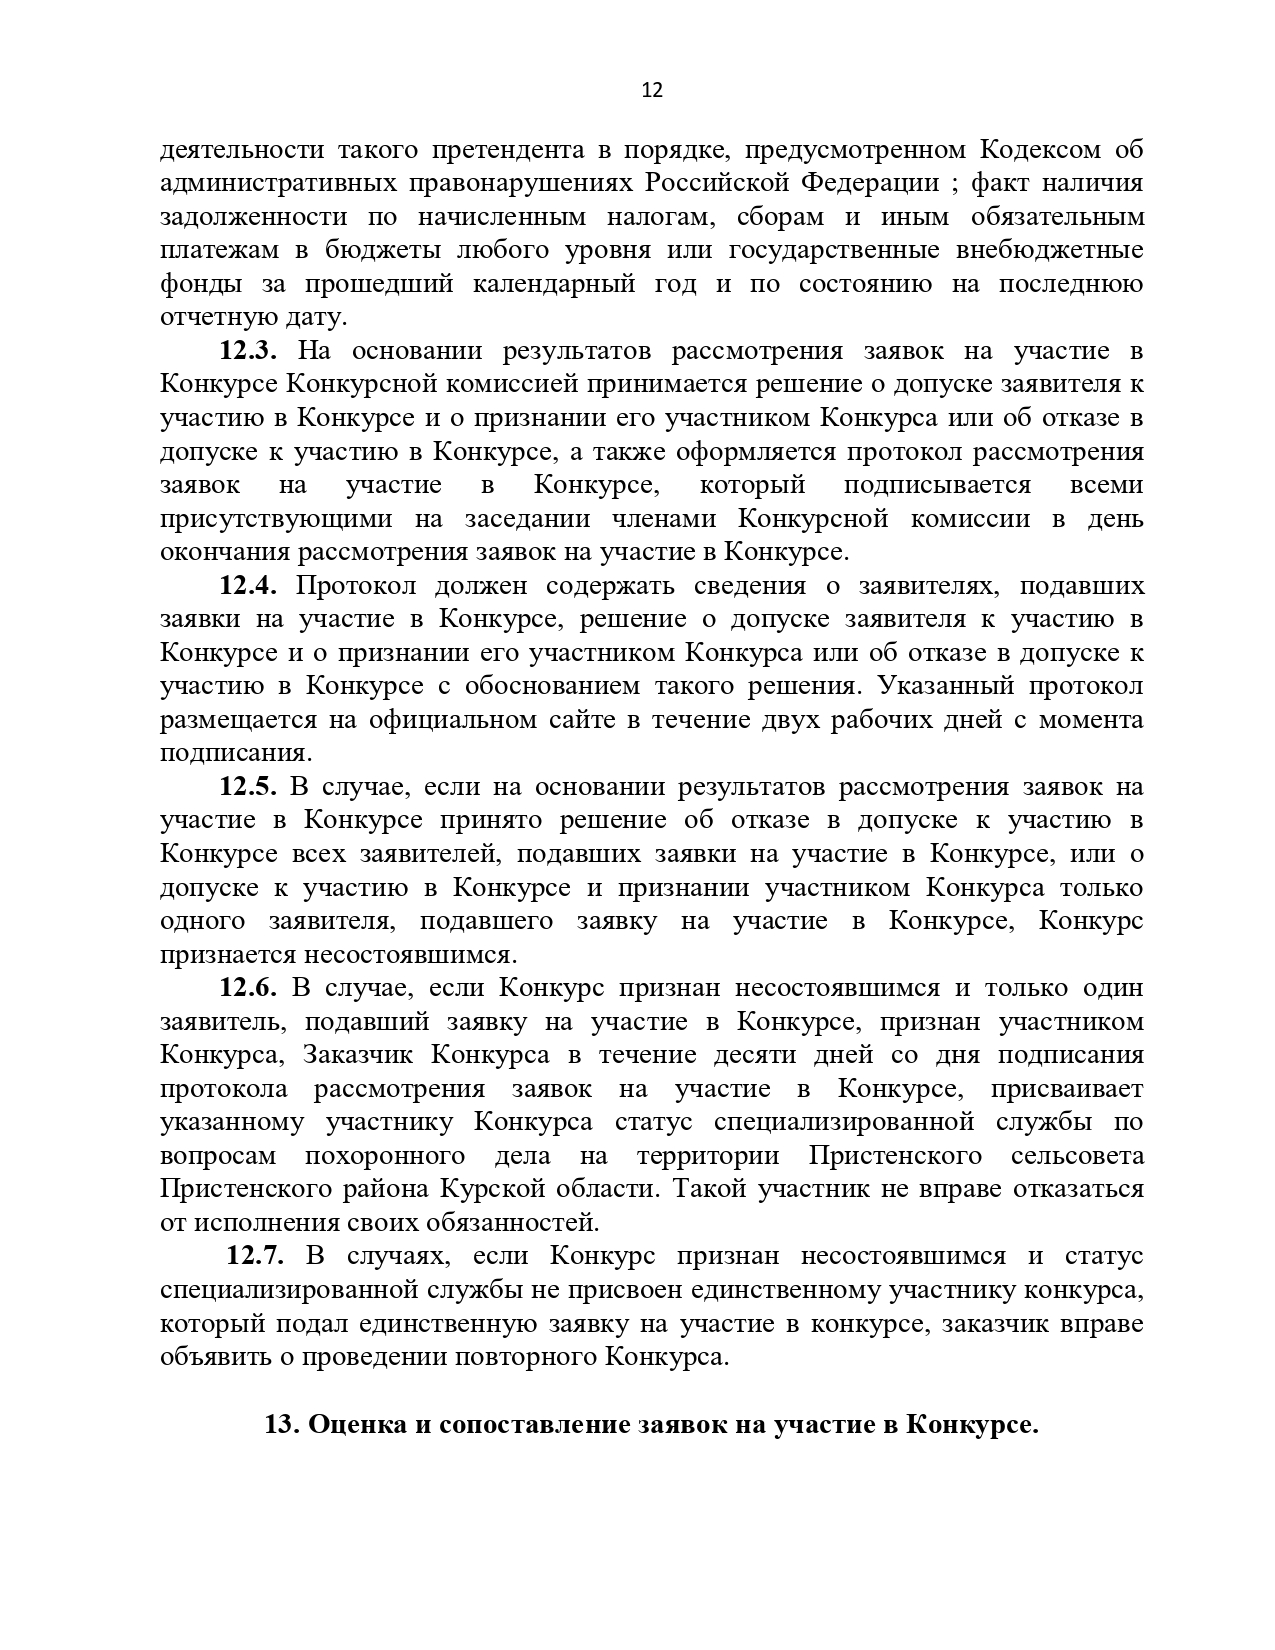 12
деятельности такого претендента в порядке, предусмотренном Кодексом об
административных правонарушениях Российской Федерации ; факт наличия
задолженности по начисленным налогам, сборам и иным обязательным
платежам в бюджеты любого уровня или государственные внебюджетные
фонды за прошедший календарный год и по состоянию на последнюю
отчетную дату.
12.3. На основании результатов рассмотрения заявок на участие в
Конкурсе Конкурсной комиссией принимается решение о допуске заявителя к
участию в Конкурсе и о признании его участником Конкурса или об отказе в
допуске к участию в Конкурсе, а также оформляется протокол рассмотрения
заявок на участие в Конкурсе, который подписывается всеми
присутствующими на заседании членами Конкурсной комиссии в день
окончания рассмотрения заявок на участие в Конкурсе.
12.4. Протокол должен содержать сведения о заявителях, подавших
заявки на участие в Конкурсе, решение о допуске заявителя к участию в
Конкурсе и о признании его участником Конкурса или об отказе в допуске к
участию в Конкурсе с обоснованием такого решения. Указанный протокол
размещается на официальном сайте в течение двух рабочих дней с момента
подписания.
12.5. В случае, если на основании результатов рассмотрения заявок на
участие в Конкурсе принято решение об отказе в допуске к участию в
Конкурсе всех заявителей, подавших заявки на участие в Конкурсе, или о
допуске к участию в Конкурсе и признании участником Конкурса только
одного заявителя, подавшего заявку на участие в Конкурсе, Конкурс
признается несостоявшимся.
12.6. В случае, если Конкурс признан несостоявшимся и только один
заявитель, подавший заявку на участие в Конкурсе, признан участником
Конкурса, Заказчик Конкурса в течение десяти дней со дня подписания
протокола рассмотрения заявок на участие в Конкурсе, присваивает
указанному участнику Конкурса статус специализированной службы по
вопросам похоронного дела на территории Пристенского сельсовета
Пристенского района Курской области. Такой участник не вправе отказаться
от исполнения своих обязанностей.
12.7. В случаях, если Конкурс признан несостоявшимся и статус
специализированной службы не присвоен единственному участнику конкурса,
который подал единственную заявку на участие в конкурсе, заказчик вправе
объявить о проведении повторного Конкурса.
13. Оценка и сопоставление заявок на участие в Конкурсе.